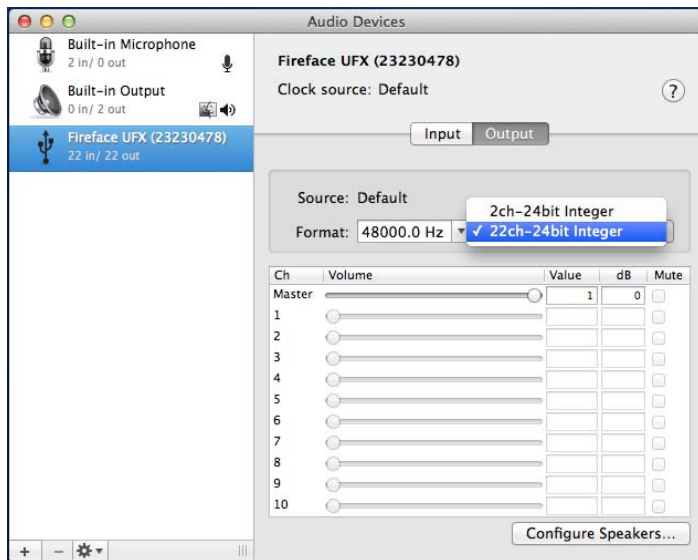 Audio Devices
Built-in Microphone
2 in/ 0 out
Built-in Output
0 in/ 2 out
Fireface UFX (23230478)
22 in/ 22 out
Fireface UFX (23230478)
Clock source: Default
?
Input Output
Source: Default
2ch-24bit Integer
Format: 48000.0 Hz ✓ 22ch-24bit Integer
Ch Volume Value dB Mute
Master 1 0
1
2
3
4
5
6
7
8
9
10
Configure Speakers...
+ −